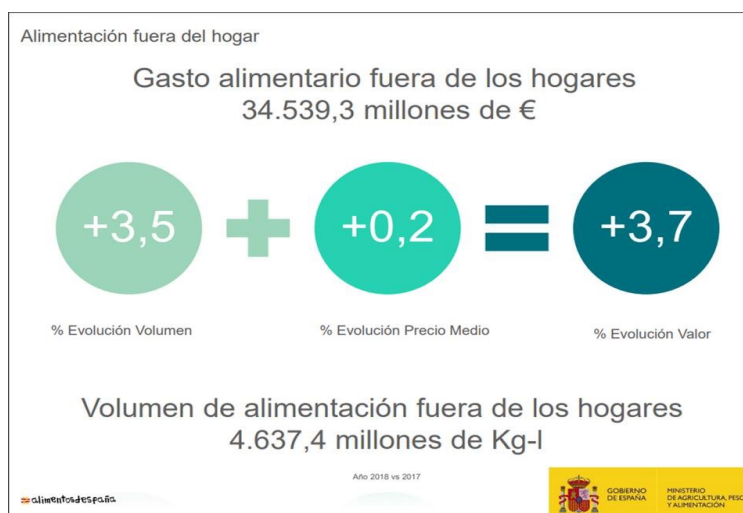 Alimentación fuera del hogar
Gasto alimentario fuera de los hogares
34.539,3 millones de €
+3,5 + +0,2 = +3,7
% Evolución Volumen % Evolución Precio Medio % Evolución Valor
Volumen de alimentación fuera de los hogares
4.637,4 millones de Kg-l
Año 2018 vs 2017
alimentosdespaña
GOBIERNO
DE ESPAÑA
MINISTERIO
DE AGRICULTURA, PESC
Y ALIMENTACIÓN